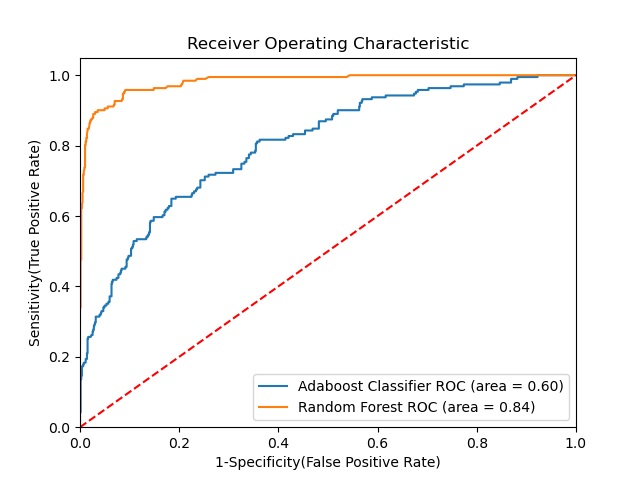 Receiver Operating Characteristic
Sensitivity(True Positive Rate)
1.0
0.8
0.6
0.4
0.2
0.0
Adaboost Classifier ROC (area = 0.60)
Random Forest ROC (area = 0.84)
0.0 0.2 0.4 0.6 0.8 1.0
1-Specificity(False Positive Rate)